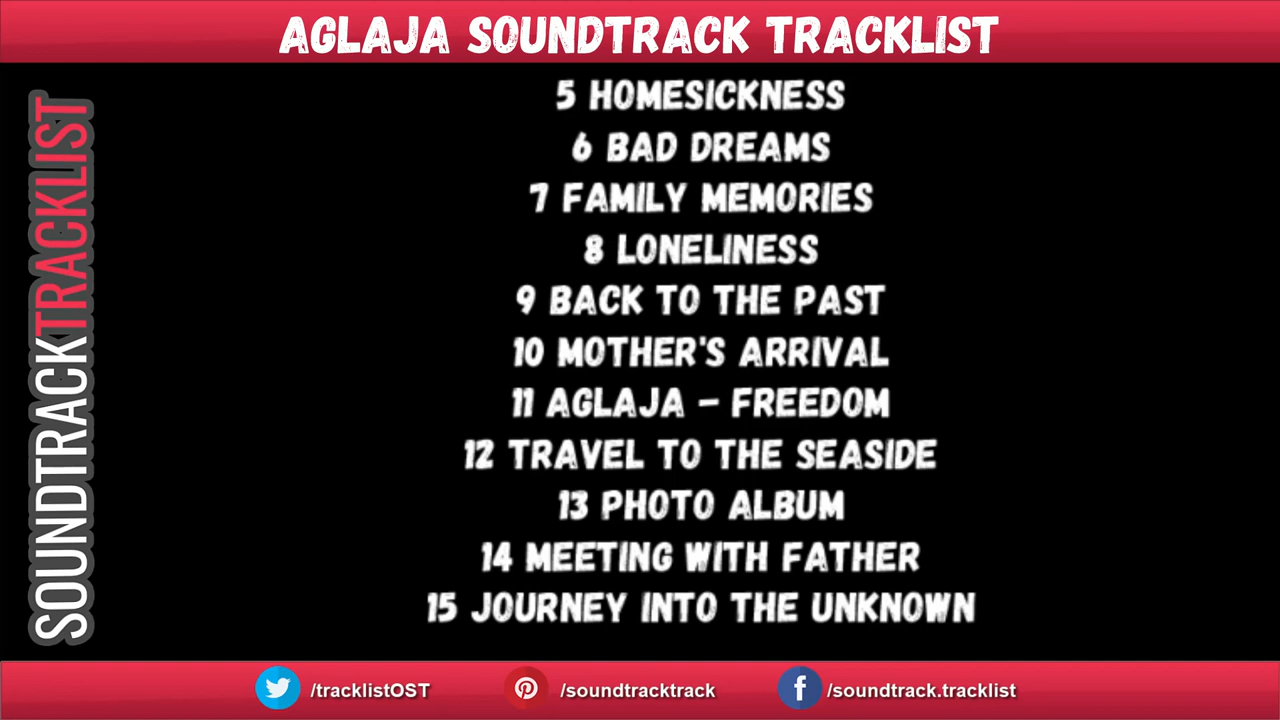 AGLAJA SOUNDTRACK TRACKLIST
SOUNDTRACKTRACKLIST
5 HOMESICKNESS
6 BAD DREAMS
7 FAMILY MEMORIES
8 LONELINESS
9 BACK TO THE PAST
10 MOTHER'S ARRIVAL
11 AGLAJA – FREEDOM
12 TRAVEL TO THE SEASIDE
13 PHOTO ALBUM
14 MEETING WITH FATHER
15 JOURNEY INTO THE UNKNOWN
/tracklistOST /soundtracktrack /soundtrack.tracklist